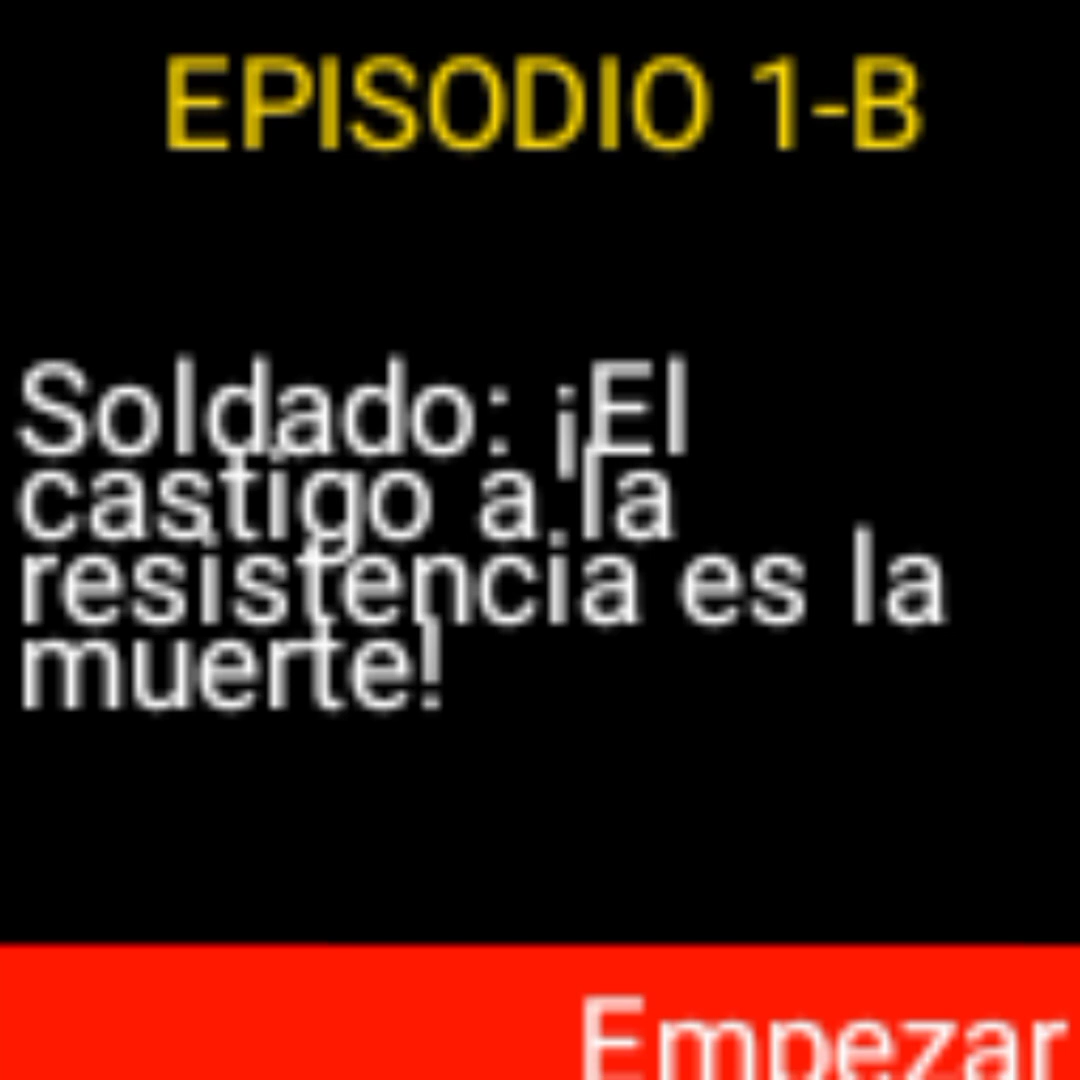 EPISODIO 1-B
Soldado: ¡El
castigo a la
resistencia es la
muerte!
Empezar